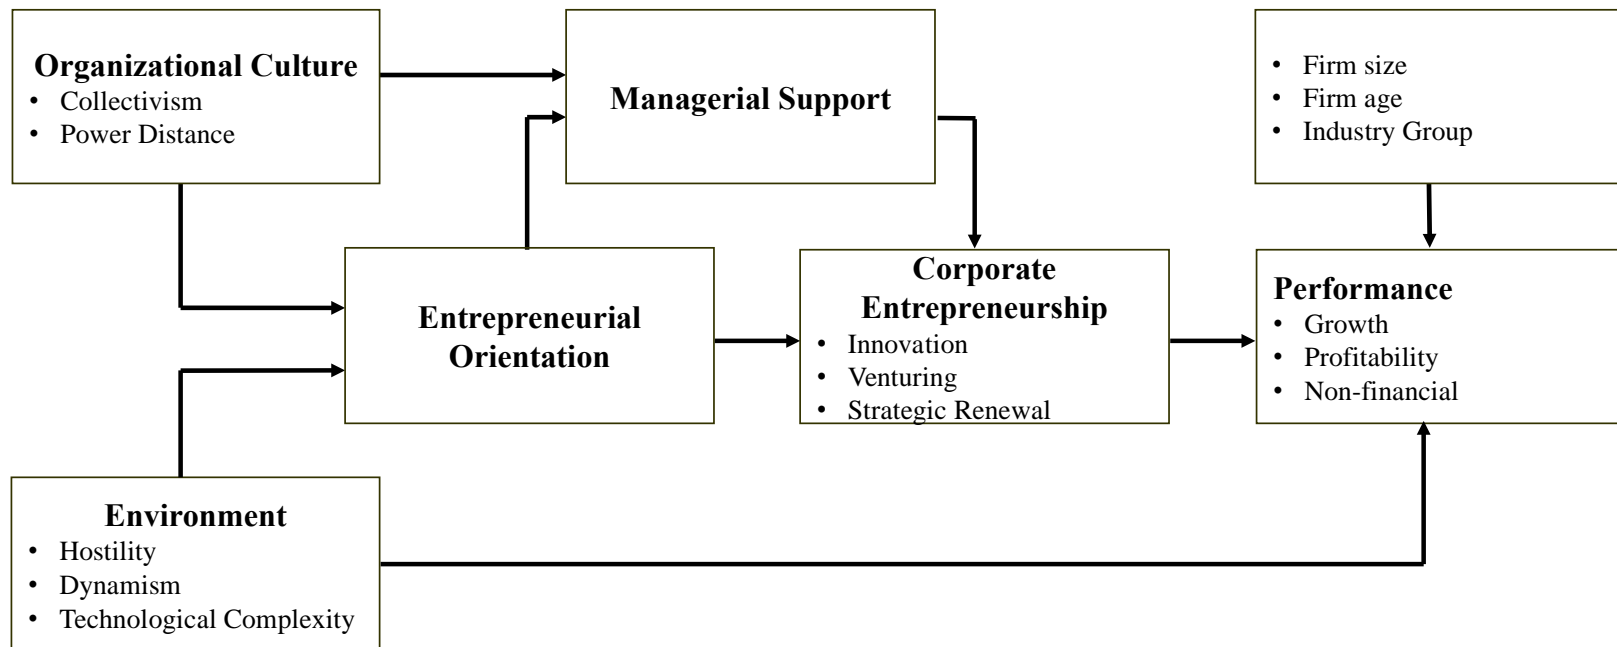 Organizational Culture
• Collectivism
• Power Distance
Managerial Support
• Firm size
• Firm age
• Industry Group
Entrepreneurial
Orientation
Corporate
Entrepreneurship
• Innovation
• Venturing
• Strategic Renewal
Performance
• Growth
• Profitability
• Non-financial
Environment
• Hostility
• Dynamism
• Technological Complexity